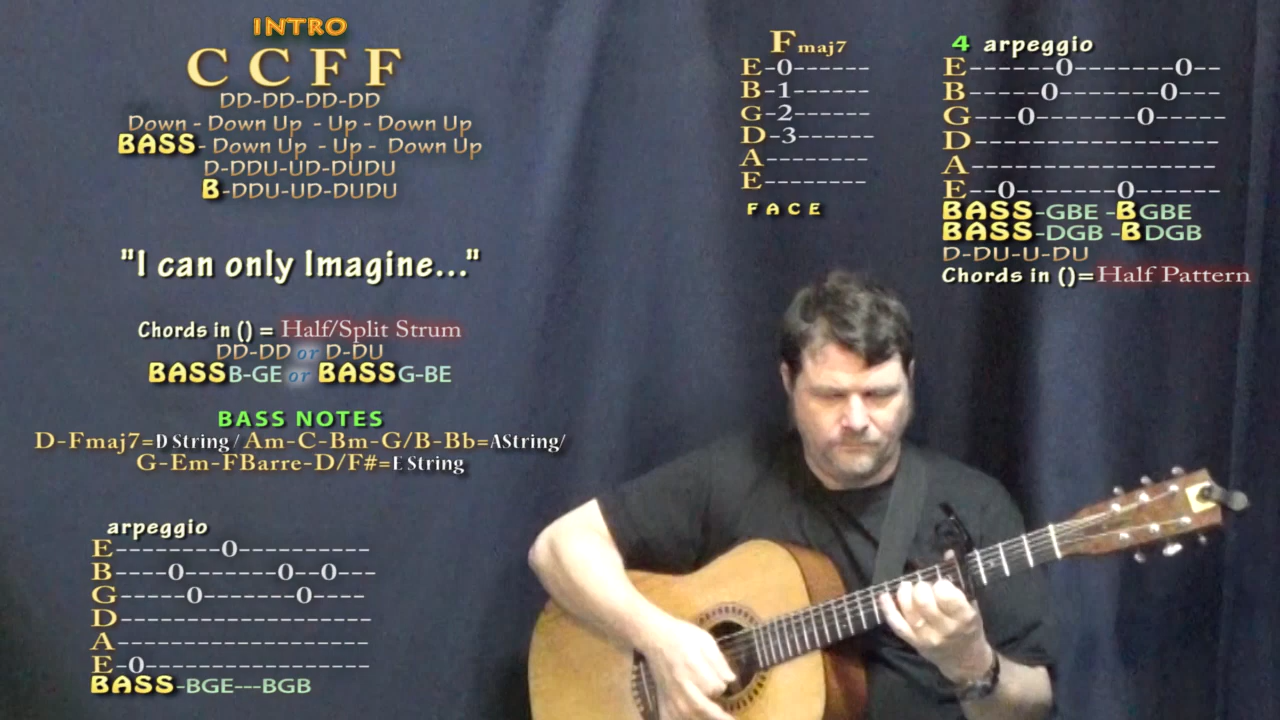 INTRO
C C F F
DD-DD-DD-DD
Down - Down Up - Up - Down Up
BASS- Down Up - Up - Down Up
D-DDU-UD-DUDU
B-DDU-UD-DUDU
"I can only Imagine..."
Chords in () = Half/Split Strum
DD-DD or D-DU
BASSB-GE or BASSG-BE
BASS NOTES
D-Fmaj7=D String / Am-C-Bm-G/B-Bb=AString/
G-Em-FBarre-D/F#=E String
arpeggio
E--------0----------
B----0-------0--0---
G-----0-------0----
D--------------------
A--------------------
E-0------------------
BASS-BGE---BGB
Fmaj7
E-0------
B-1------
G-2------
D-3------
A--------
E--------
F A C E
4 arpeggio
E------0-------0--
B-----0-------0---
G---0-------0-----
D-----------------
A-----------------
E--0-------0------
BASS-GBE -BGBE
BASS-DGB -BDGB
D-DU-U-DU
Chords in ()=Half Pattern